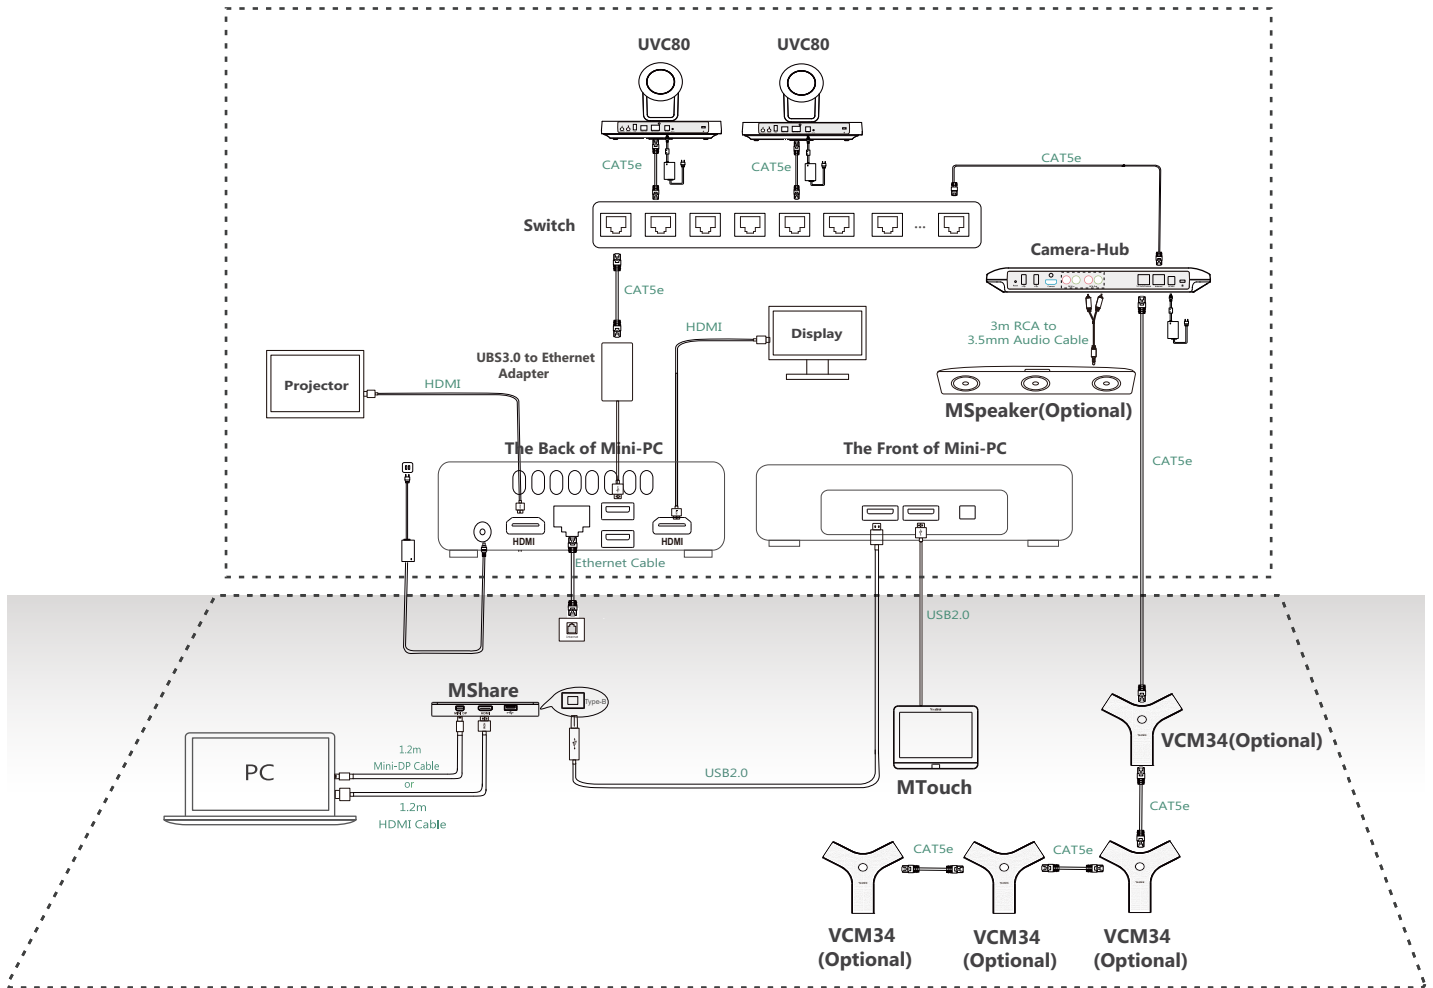 UVC80
UVC80
CAT5e
CAT5e
CAT5e
Switch
...
Camera-Hub
CAT5e
3m RCA to
3.5mm Audio Cable
HDMI
Display
UBS3.0 to Ethernet
Adapter
Projector
HDMI
MSpeaker(Optional)
The Back of Mini-PC
The Front of Mini-PC
CAT5e
HDMI
HDMI
Ethernet Cable
USB2.0
MShare
Type-B
MINI DP
HDMI
VCM34(Optional)
PC
1.2m
Mini-DP Cable
or
1.2m
HDMI Cable
USB2.0
MTouch
CAT5e
CAT5e
CAT5e
VCM34
(Optional)
VCM34
(Optional)
VCM34
(Optional)